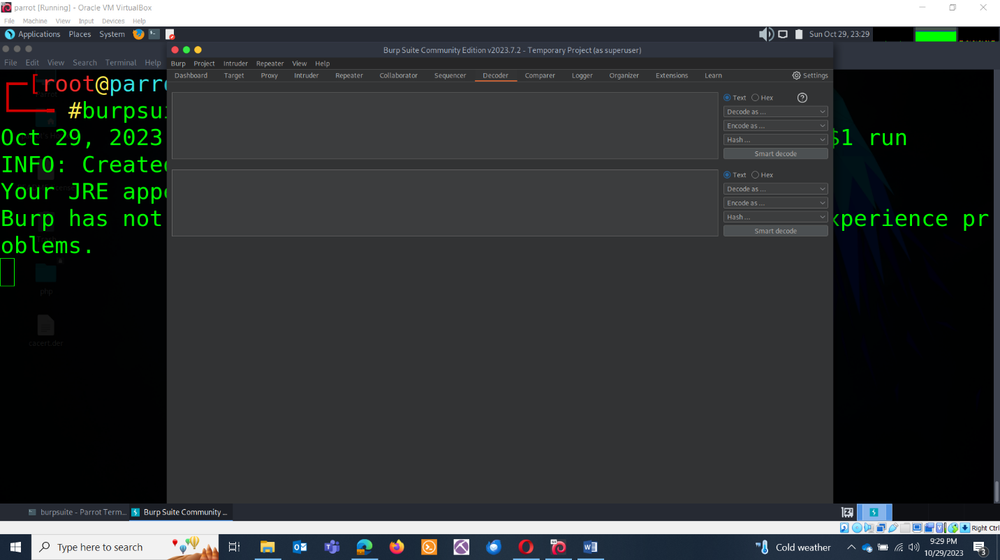 parrot [Running] - Oracle VM VirtualBox
File Machine View Input Devices Help
Applications Places System Sun Oct 29, 23:29
Burp Suite Community Edition v2023.7.2 - Temporary Project (as superuser)
File Edit View Search Terminal Help
Burp Project Intruder Repeater View Help
Dashboard Target Proxy Intruder Repeater Collaborator Sequencer Decoder Comparer Logger Organizer Extensions Learn Settings
[root@parro
#burpsui
Oct 29, 2023 $1 run
INFO: Created
Your JRE appe
Burp has not xperience pr
oblems.
Text Hex ?
Decode as ...
Encode as ...
Hash ...
Smart decode
Text Hex
Decode as ...
Encode as ...
Hash ...
Smart decode
php
cacert.der
burpsuite - Parrot Term... Burp Suite Community ...
Right Ctrl
Type here to search Cold weather 9:29 PM
10/29/2023 3